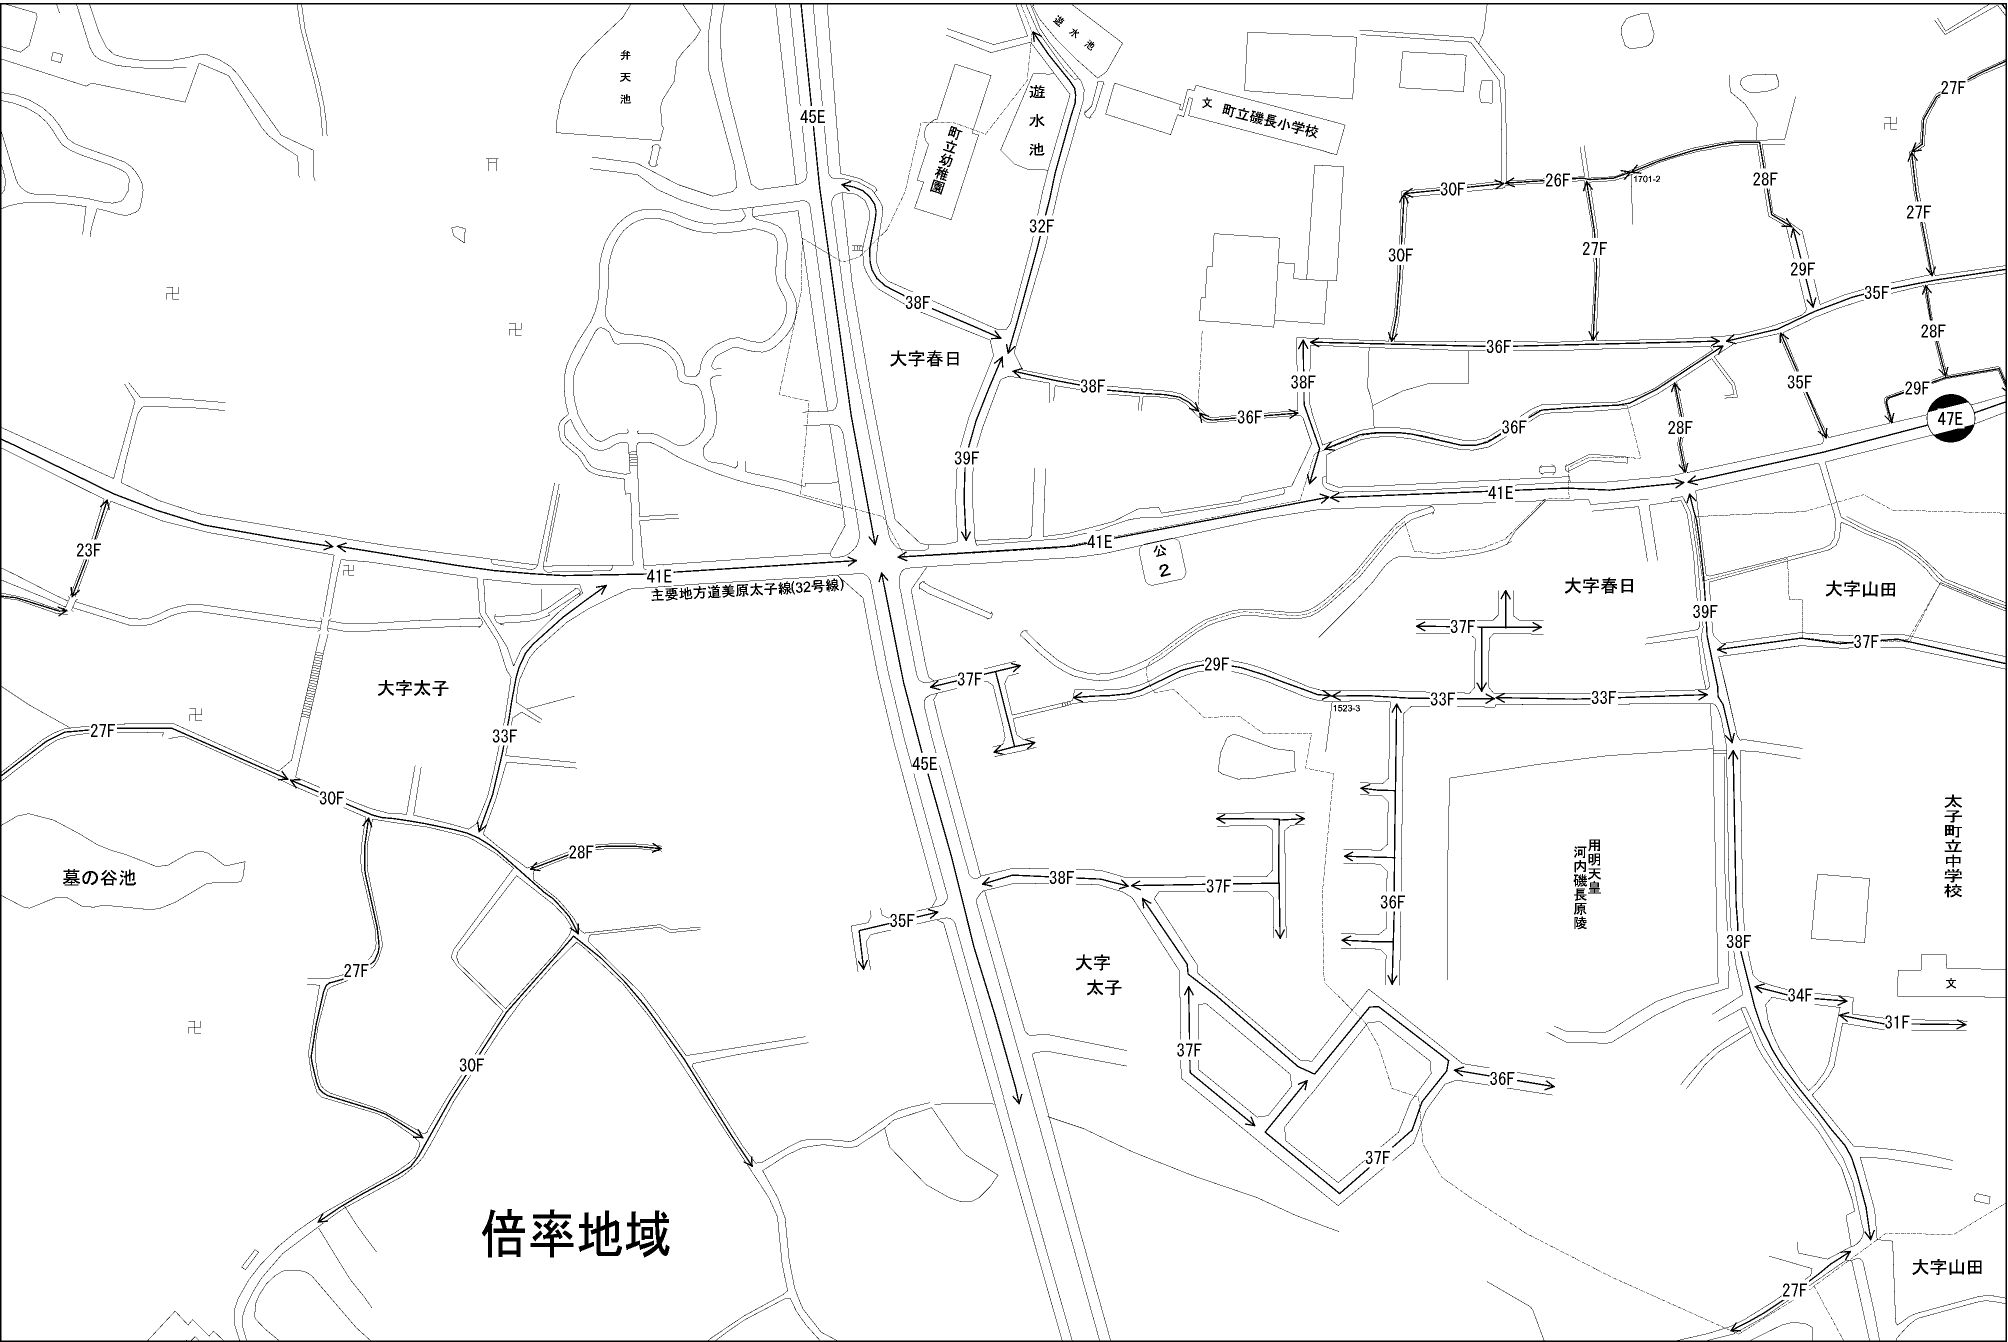 遊水池
弁天池
27F
遊水池
文 町立磯長小学校
45E
町立幼稚園
30F
26F
1701-2
28F
27F
32F
30F
27F
29F
35F
38F
28F
36F
大字春日
38F
38F
35F
29F
36F
36F
28F
47E
39F
41E
23F
41E
公
2
41E
主要地方道美原太子線(32号線)
大字春日
大字山田
39F
37F
37F
29F
37F
大字太子
33F
33F
1523-3
27F
33F
45E
30F
太子町立中学校
28F
用明天皇
河内磯長原陵
墓の谷池
38F
37F
36F
35F
38F
27F
大字
太子
文
34F
31F
37F
30F
36F
37F
倍率地域
大字山田
27F